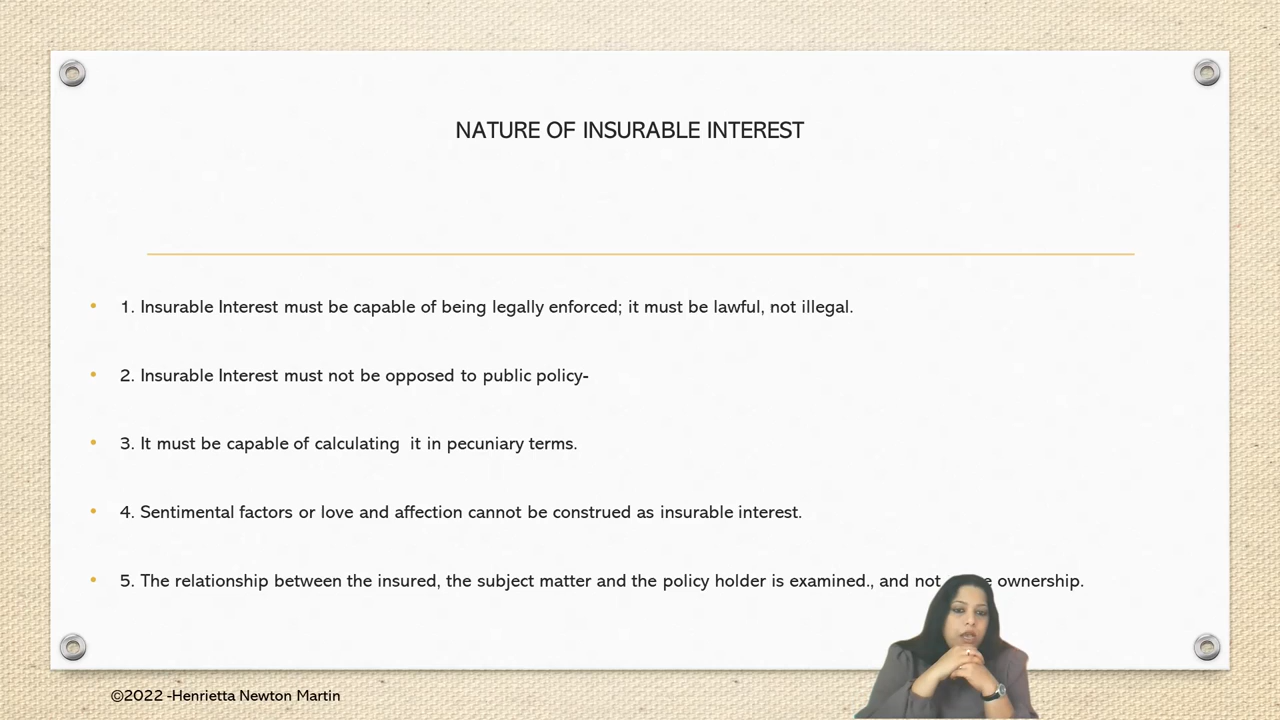 NATURE OF INSURABLE INTEREST
• 1. Insurable Interest must be capable of being legally enforced; it must be lawful, not illegal.
• 2. Insurable Interest must not be opposed to public policy-
• 3. It must be capable of calculating  it in pecuniary terms.
• 4. Sentimental factors or love and affection cannot be construed as insurable interest.
• 5. The relationship between the insured, the subject matter and the policy holder is examined., and not ownership.
©2022 -Henrietta Newton Martin